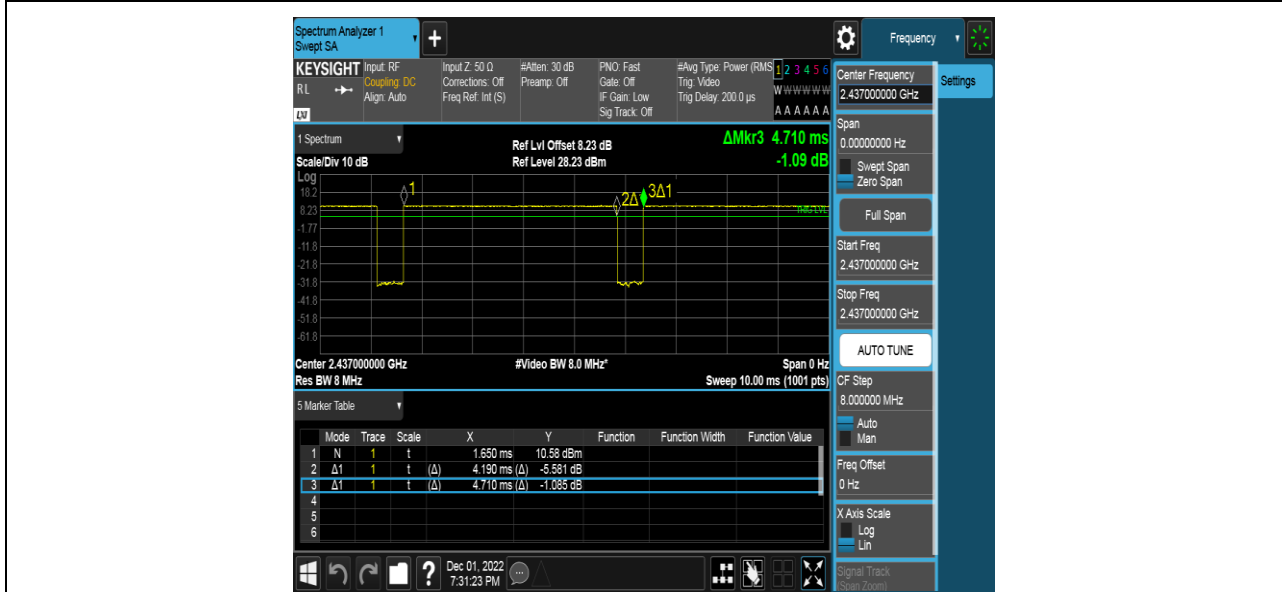 Spectrum Analyzer 1
Swept SA
+
Frequency
KEYSIGHT
RL
LXI
Input: RF
Coupling: DC
Align: Auto
Input Z: 50 Ω
Corrections: Off
Freq Ref: Int (S)
#Atten: 30 dB
Preamp: Off
PNO: Fast
Gate: Off
IF Gain: Low
Sig Track: Off
#Avg Type: Power (RMS
Trig: Video
Trig Delay: 200.0 µs
1 2 3 4 5 6
W W W W W W
A A A A A A
1 Spectrum
Scale/Div 10 dB
Ref Lvl Offset 8.23 dB
Ref Level 28.23 dBm
ΔMkr3 4.710 ms
-1.09 dB
Log
18.2
8.23
-1.77
-11.8
-21.8
-31.8
-41.8
-51.8
-61.8
1
2Δ
3Δ1
TRIG LVL
Center 2.437000000 GHz
#Video BW 8.0 MHz*
Span 0 Hz
Res BW 8 MHz
Sweep 10.00 ms (1001 pts)
5 Marker Table
Mode Trace Scale X Y Function Function Width Function Value
1 N 1 t 1.650 ms 10.58 dBm
2 Δ1 1 t (Δ) 4.190 ms (Δ) -5.581 dB
3 Δ1 1 t (Δ) 4.710 ms (Δ) -1.085 dB
4
5
6
?
Dec 01, 2022
7:31:23 PM
Center Frequency
2.437000000 GHz
Settings
Span
0.00000000 Hz
Swept Span
Zero Span
Full Span
Start Freq
2.437000000 GHz
Stop Freq
2.437000000 GHz
AUTO TUNE
CF Step
8.000000 MHz
Auto
Man
Freq Offset
0 Hz
X Axis Scale
Log
Lin
Signal Track
(Span Zoom)